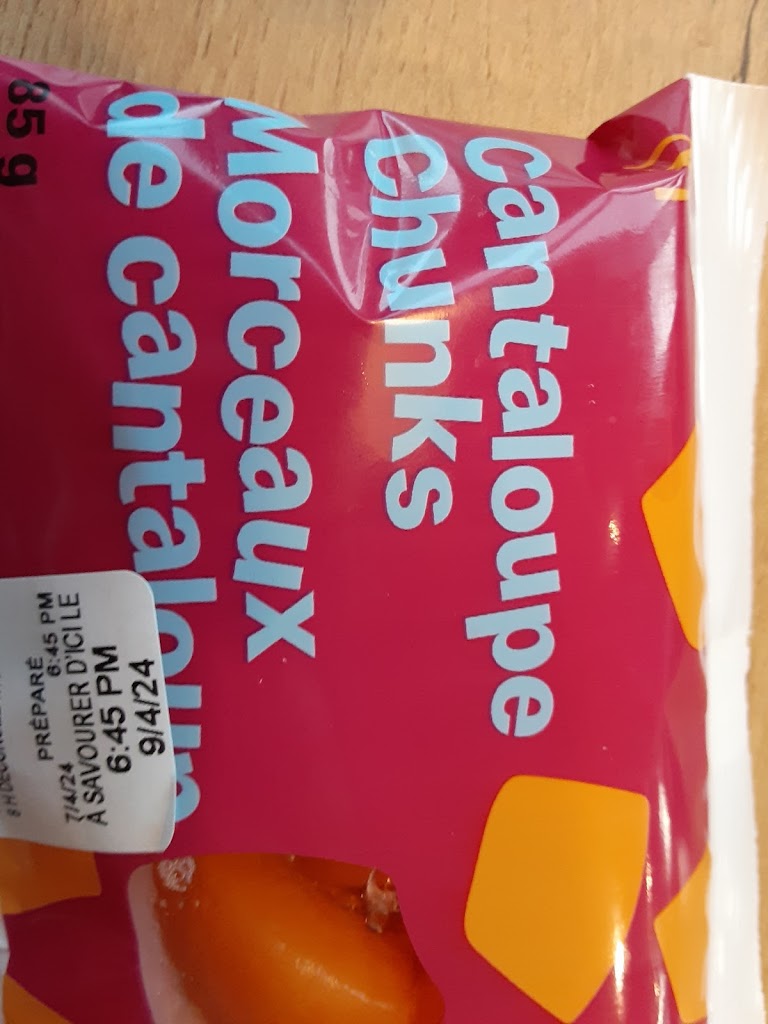 cantaloupe
chunks
Morceaux
de cantaloup
85 g
PRÉPARÉ
7/4/24 6:45 PM
À SAVOURER D'ICI LE
6:45 PM
9/4/24